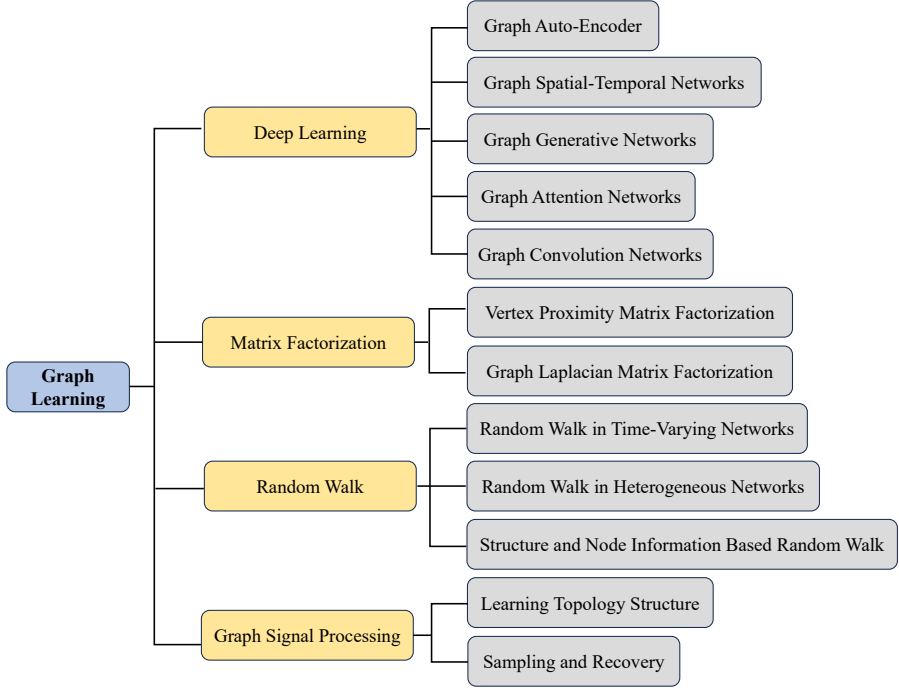 Graph
Learning
Deep Learning
Graph Auto-Encoder
Graph Spatial-Temporal Networks
Graph Generative Networks
Graph Attention Networks
Graph Convolution Networks
Matrix Factorization
Vertex Proximity Matrix Factorization
Graph Laplacian Matrix Factorization
Random Walk
Random Walk in Time-Varying Networks
Random Walk in Heterogeneous Networks
Structure and Node Information Based Random Walk
Graph Signal Processing
Learning Topology Structure
Sampling and Recovery